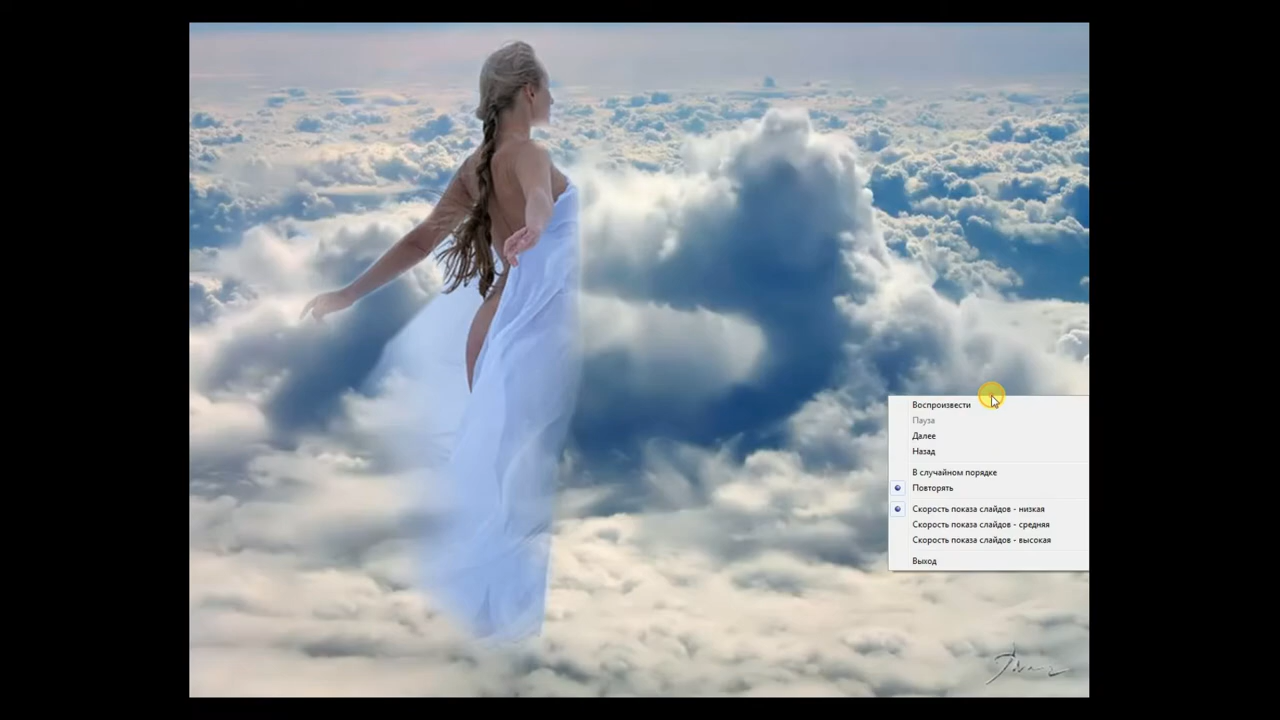 Воспроизвести
Пауза
Далее
Назад
В случайном порядке
Повторять
Скорость показа слайдов - низкая
Скорость показа слайдов - средняя
Скорость показа слайдов - высокая
Выход